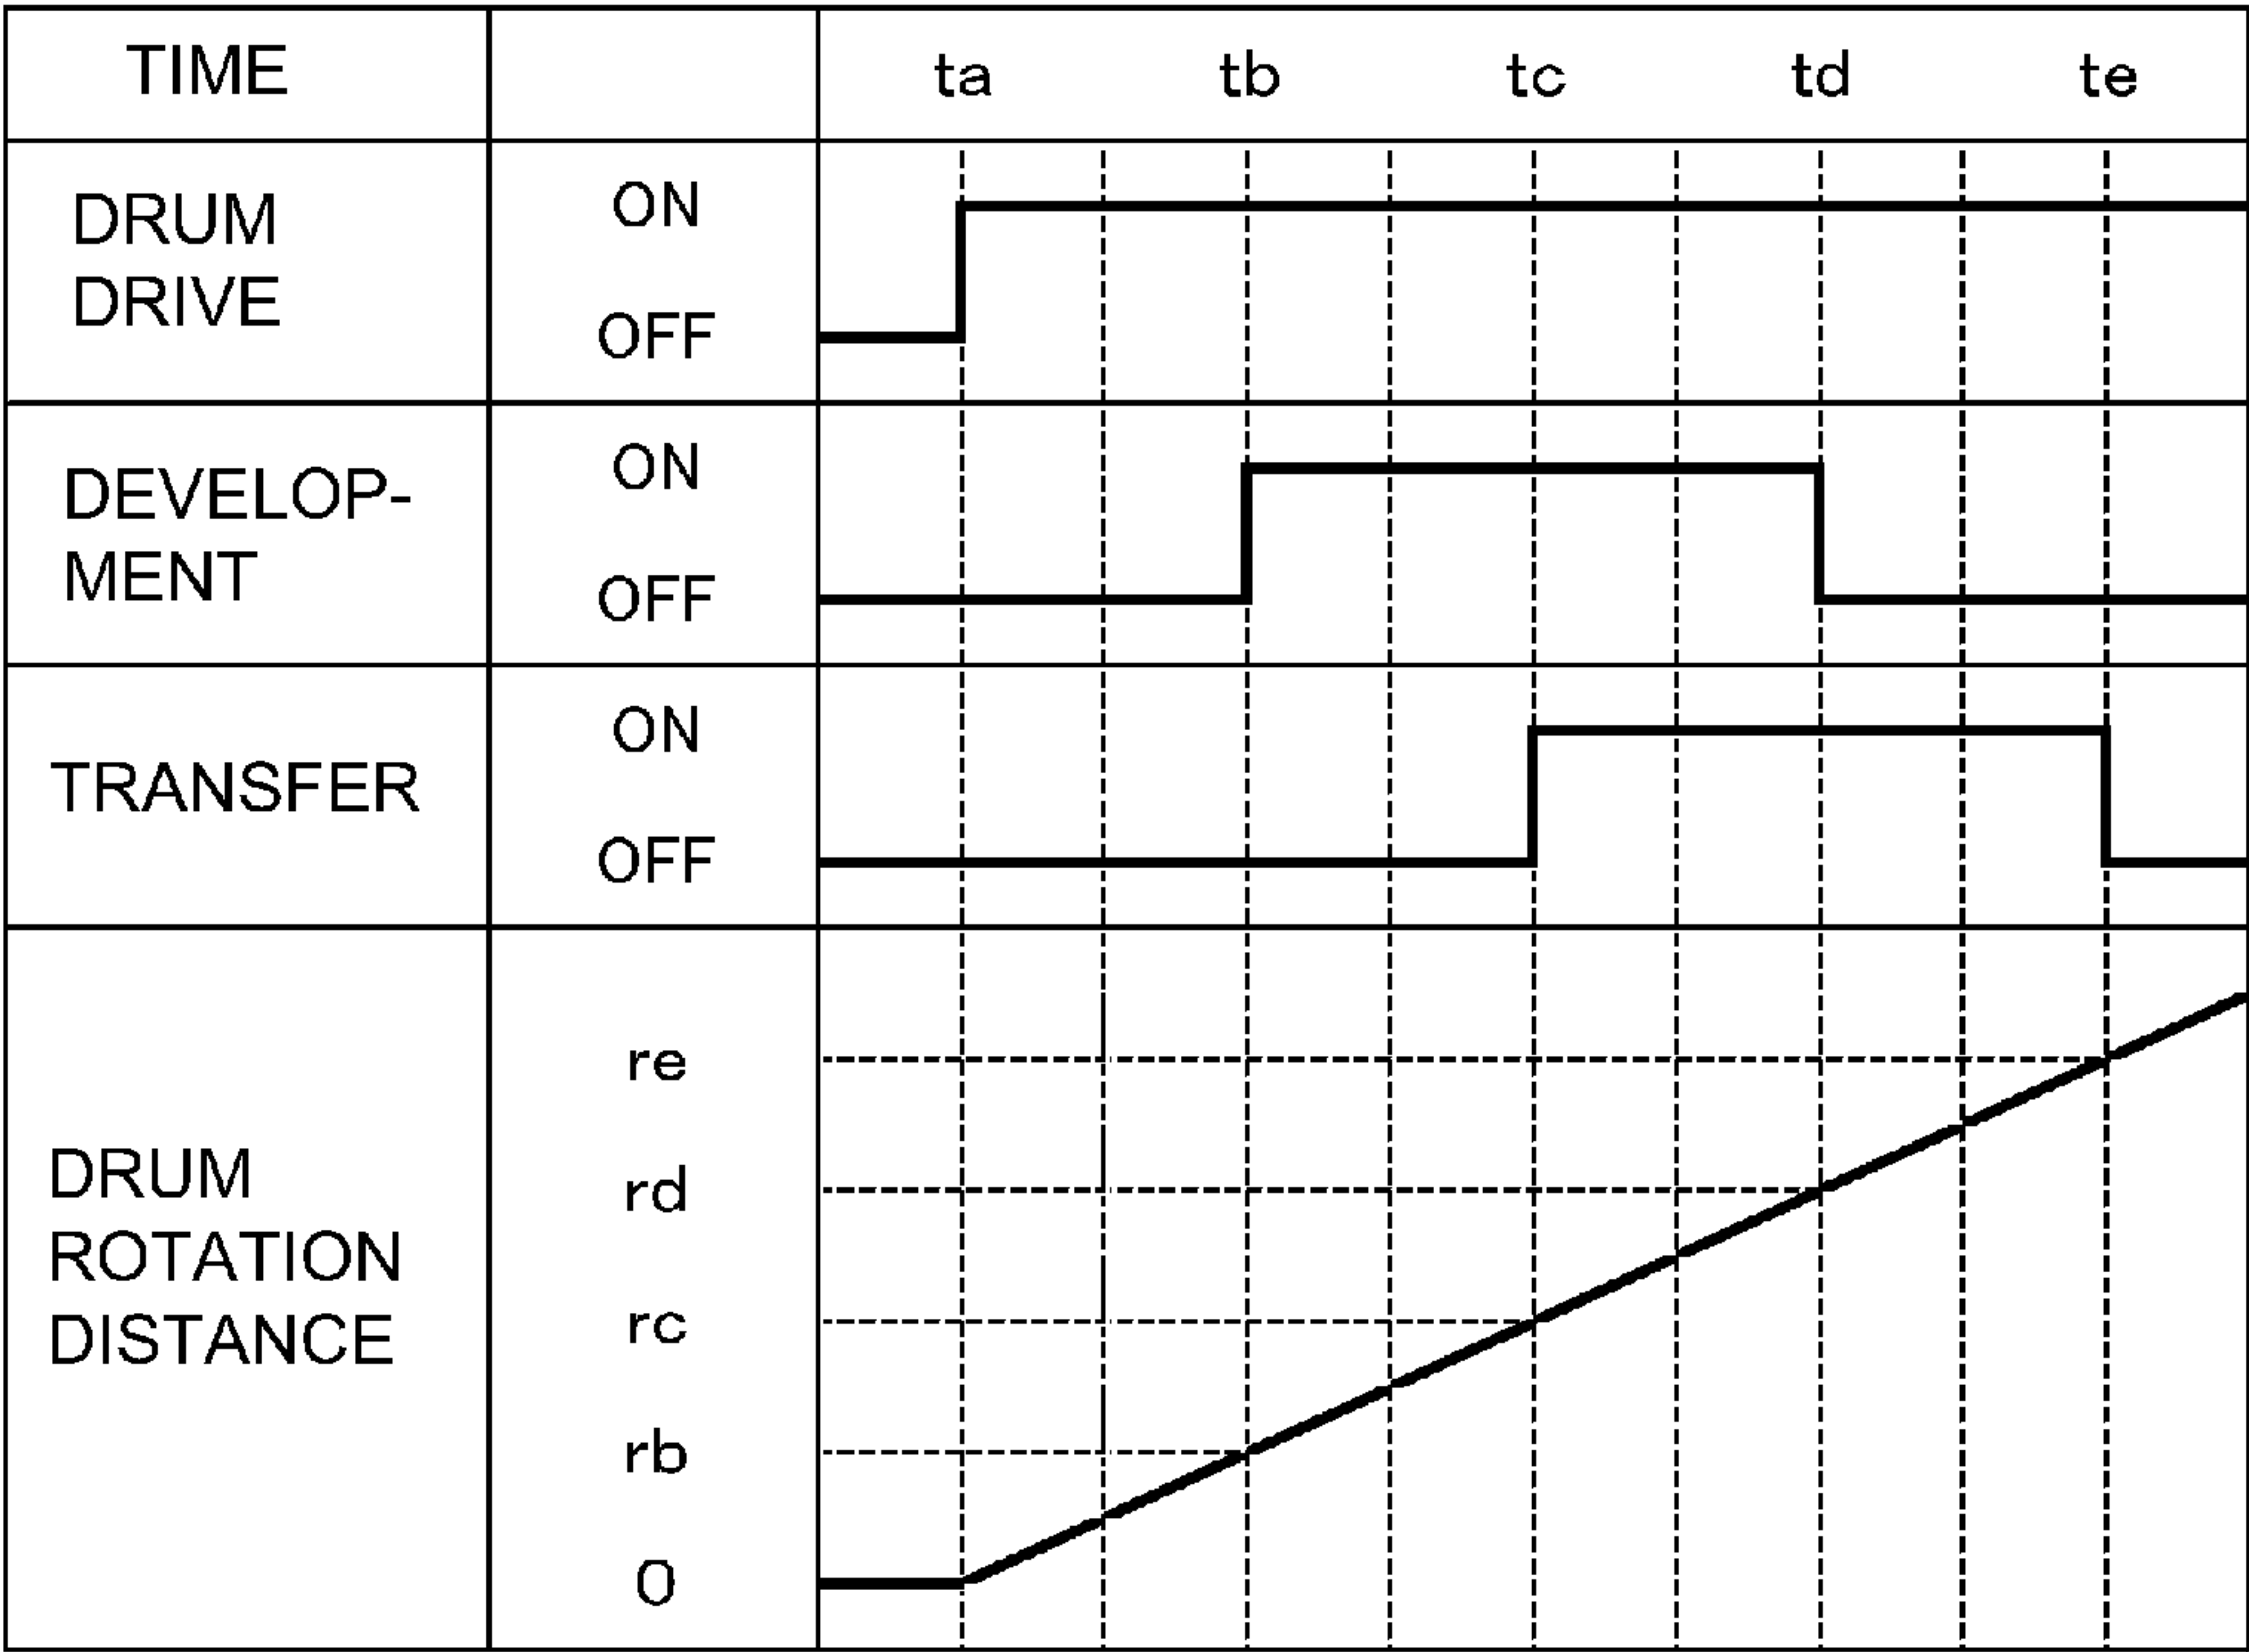 TIME ta tb tc td te
DRUM
DRIVE
ON
OFF
DEVELOP-
MENT
ON
OFF
TRANSFER
ON
OFF
DRUM
ROTATION
DISTANCE
re
rd
rc
rb
0